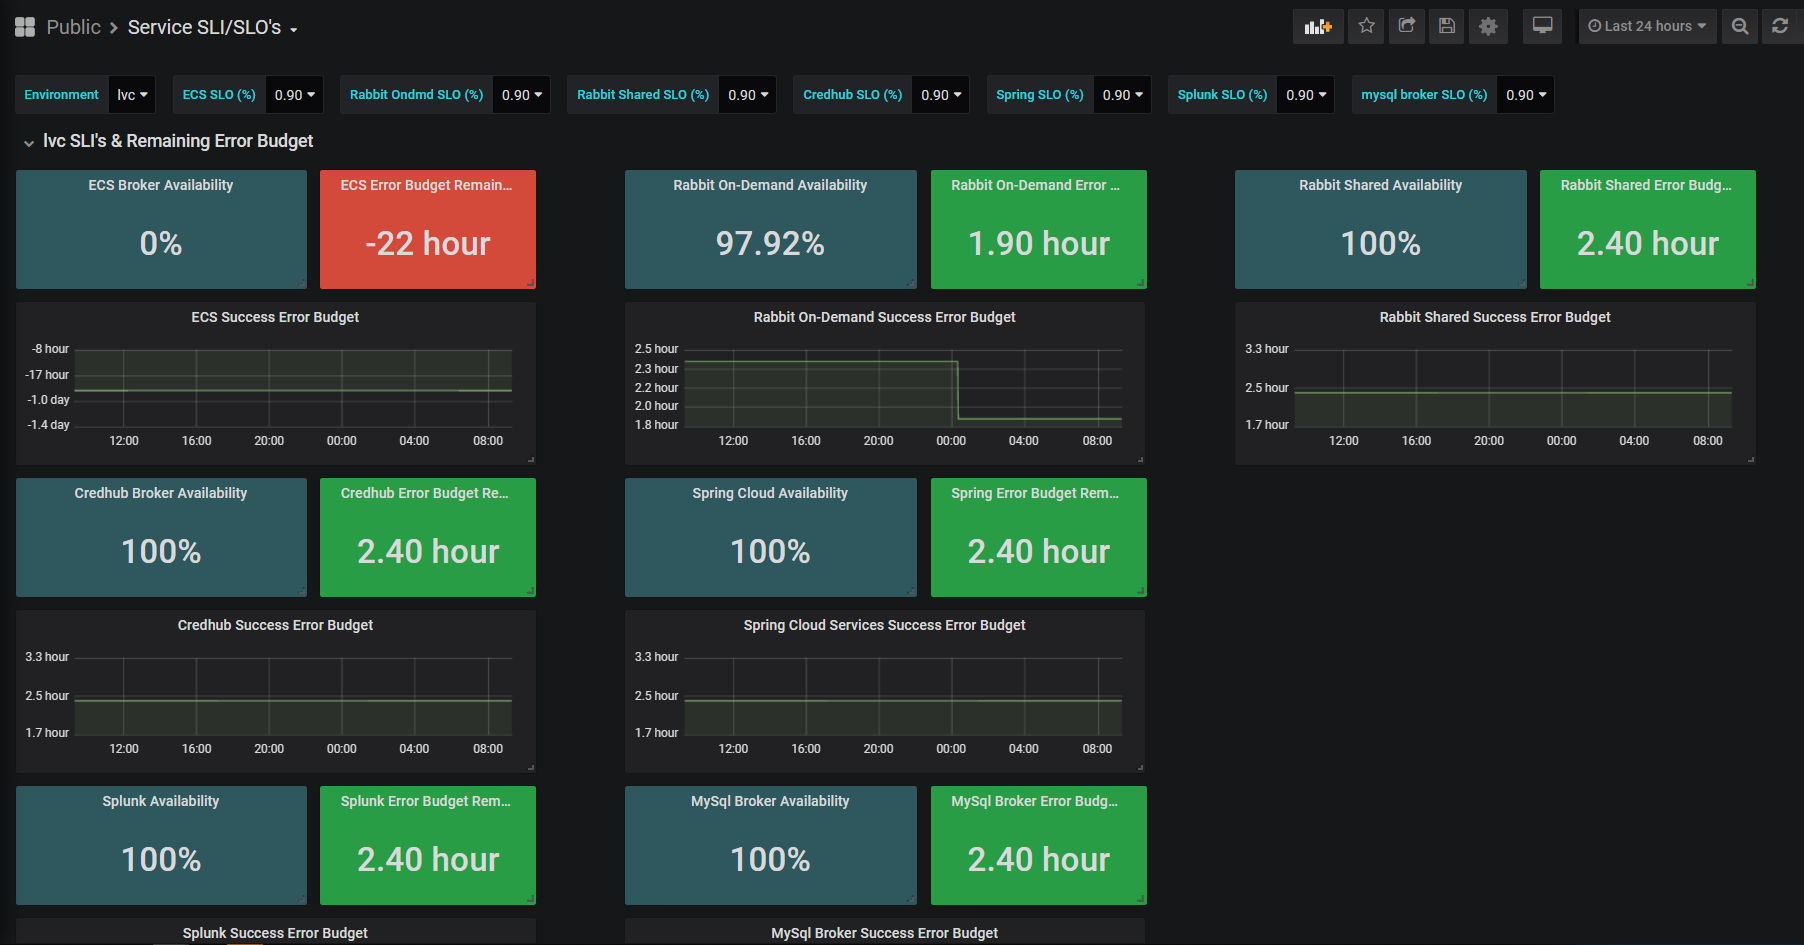 Public > Service SLI/SLO's
Last 24 hours
Environment lvc ECS SLO (%) 0.90 Rabbit Ondmd SLO (%) 0.90 Rabbit Shared SLO (%) 0.90 Credhub SLO (%) 0.90 Spring SLO (%) 0.90 Splunk SLO (%) 0.90 mysql broker SLO (%) 0.90
lvc SLI's & Remaining Error Budget
ECS Broker Availability
0%
ECS Error Budget Remain...
-22 hour
Rabbit On-Demand Availability
97.92%
Rabbit On-Demand Error ...
1.90 hour
Rabbit Shared Availability
100%
Rabbit Shared Error Budg...
2.40 hour
ECS Success Error Budget
-8 hour
-17 hour
-1.0 day
-1.4 day
12:00 16:00 20:00 00:00 04:00 08:00
Rabbit On-Demand Success Error Budget
2.5 hour
2.3 hour
2.2 hour
2.0 hour
1.8 hour
12:00 16:00 20:00 00:00 04:00 08:00
Rabbit Shared Success Error Budget
3.3 hour
2.5 hour
1.7 hour
12:00 16:00 20:00 00:00 04:00 08:00
Credhub Broker Availability
100%
Credhub Error Budget Re...
2.40 hour
Spring Cloud Availability
100%
Spring Error Budget Rem...
2.40 hour
Credhub Success Error Budget
3.3 hour
2.5 hour
1.7 hour
12:00 16:00 20:00 00:00 04:00 08:00
Spring Cloud Services Success Error Budget
3.3 hour
2.5 hour
1.7 hour
12:00 16:00 20:00 00:00 04:00 08:00
Splunk Availability
100%
Splunk Error Budget Rem...
2.40 hour
MySql Broker Availability
100%
MySql Broker Error Budg...
2.40 hour
Splunk Success Error Budget
MySql Broker Success Error Budget